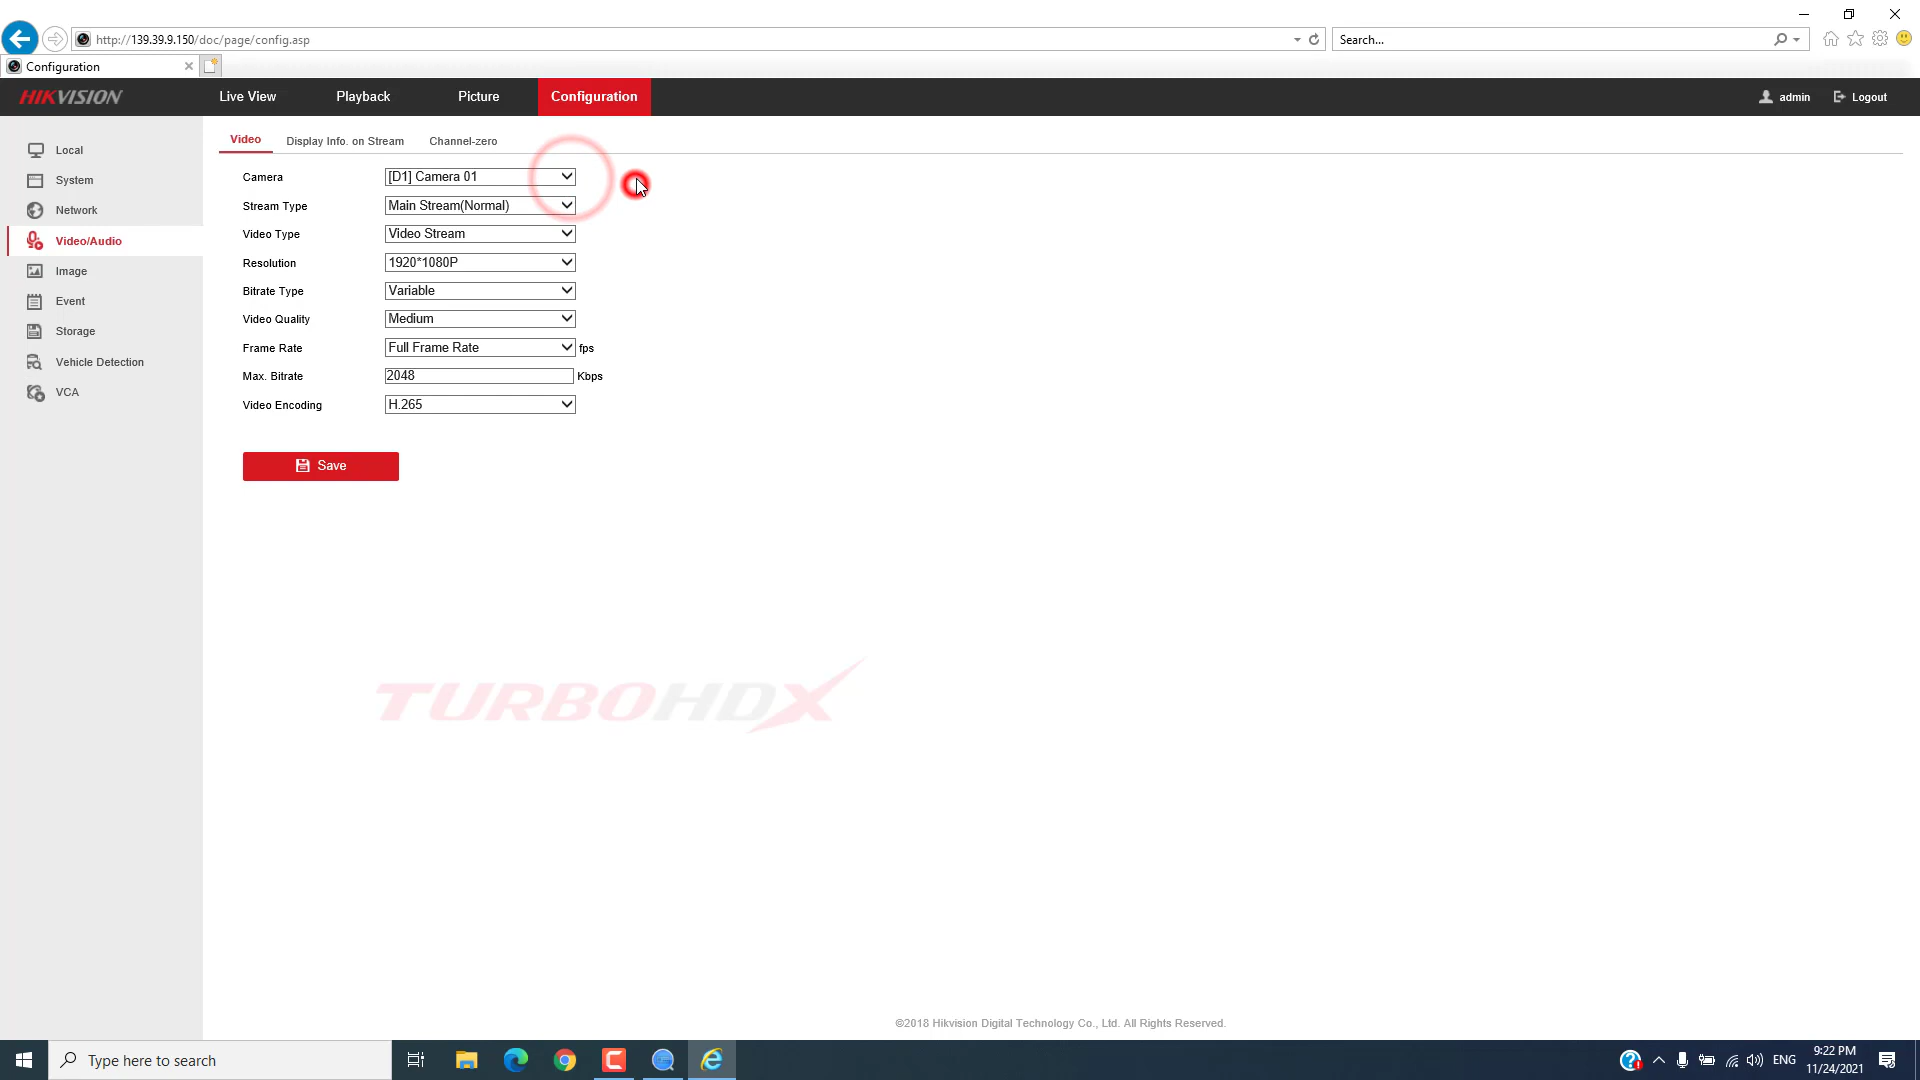 http://139.39.9.150/doc/page/config.asp
Search...
Configuration
HIKVISION
Live View
Playback
Picture
Configuration
admin
Logout
Local
System
Network
Video/Audio
Image
Event
Storage
Vehicle Detection
VCA
Video
Display Info. on Stream
Channel-zero
Camera
[D1] Camera 01
Stream Type
Main Stream(Normal)
Video Type
Video Stream
Resolution
1920*1080P
Bitrate Type
Variable
Video Quality
Medium
Frame Rate
Full Frame Rate
fps
Max. Bitrate
2048
Kbps
Video Encoding
H.265
Save
TURBOHDX
©2018 Hikvision Digital Technology Co., Ltd. All Rights Reserved.
Type here to search
ENG
9:22 PM
11/24/2021